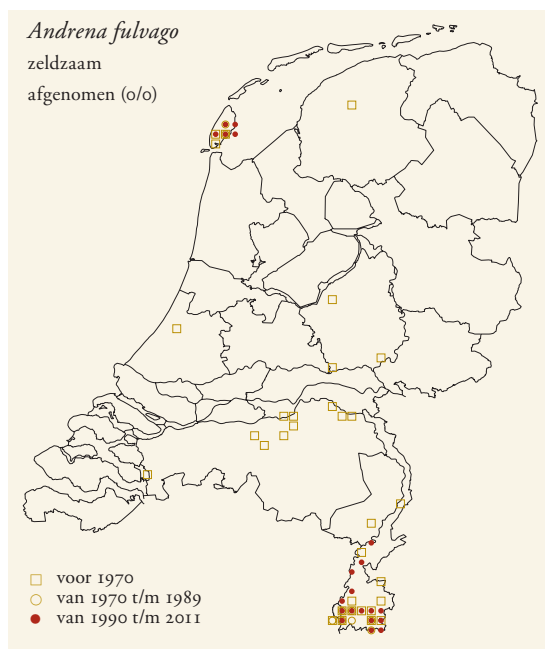 Andrena fulvago
zeldzaam
afgenomen (0/0)
voor 1970
van 1970 t/m 1989
van 1990 t/m 2011